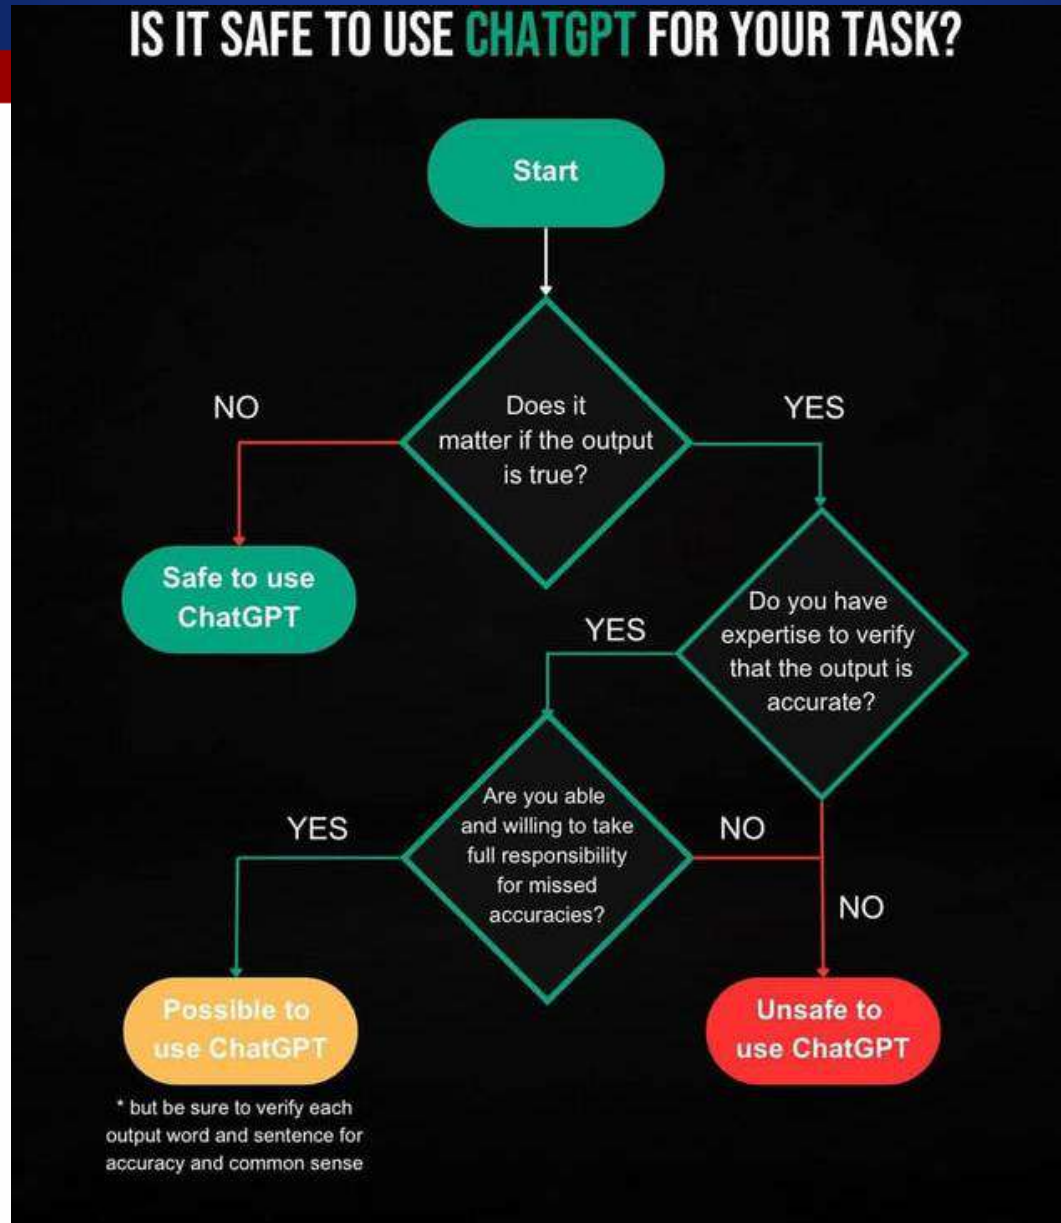 IS IT SAFE TO USE CHATGPT FOR YOUR TASK?
Start
Does it
matter if the output
is true?
NO
YES
Safe to use
ChatGPT
Do you have
expertise to verify
that the output is
accurate?
YES
Are you able
and willing to take
full responsibility
for missed
accuracies?
YES
NO
NO
Possible to
use ChatGPT
* but be sure to verify each
output word and sentence for
accuracy and common sense
Unsafe to
use ChatGPT